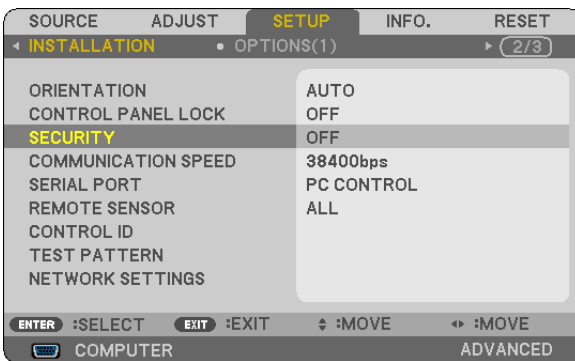 SOURCE ADJUST SETUP INFO. RESET
INSTALLATION • OPTIONS(1) 2/3
ORIENTATION AUTO
CONTROL PANEL LOCK OFF
SECURITY OFF
COMMUNICATION SPEED 38400bps
SERIAL PORT PC CONTROL
REMOTE SENSOR ALL
CONTROL ID
TEST PATTERN
NETWORK SETTINGS
ENTER :SELECT EXIT :EXIT :MOVE :MOVE
COMPUTER ADVANCED